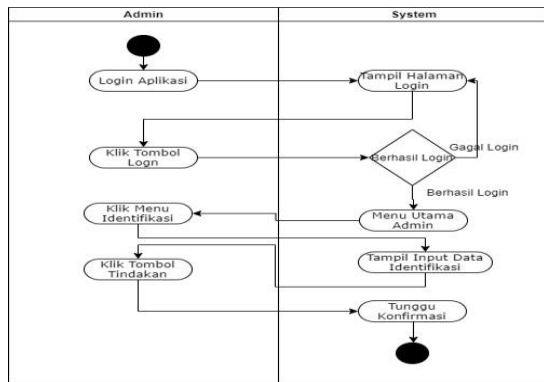 Admin
System
Login Aplikasi
Tampil Halaman
Login
Klik Tombol
Logn
Berhasil Login
Gagal Login
Berhasil Login
Klik Menu
Identifikasi
Menu Utama
Admin
Klik Tombol
Tindakan
Tampil Input Data
Identifikasi
Tunggu
Konfirmasi